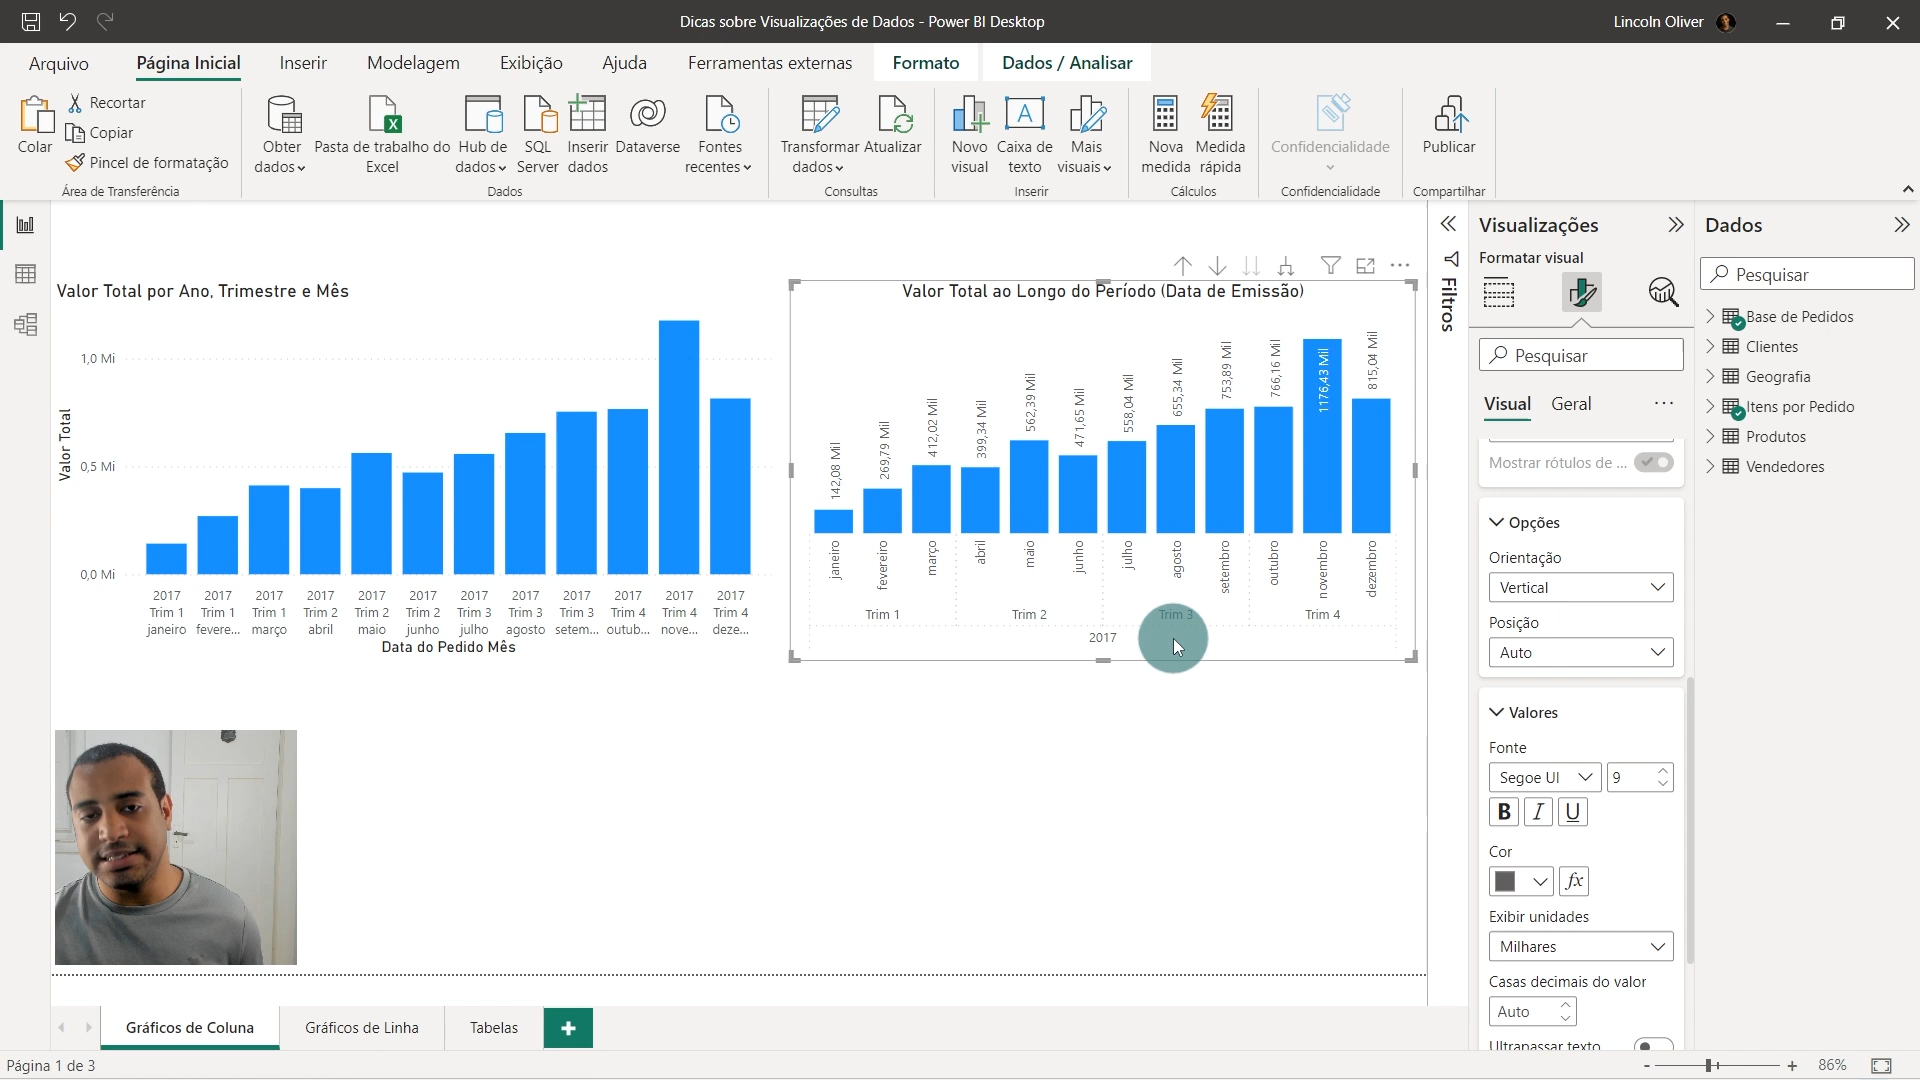 Dicas sobre Visualizações de Dados - Power BI Desktop
Lincoln Oliver
Arquivo
Página Inicial
Inserir
Modelagem
Exibição
Ajuda
Ferramentas externas
Formato
Dados / Analisar
Colar
Recortar
Copiar
Pincel de formatação
Área de Transferência
Obter
dados
Pasta de trabalho do
Excel
Hub de
dados
SQL
Server
Inserir
dados
Dataverse
Fontes
recentes
Dados
Transformar
dados
Atualizar
Consultas
Novo
visual
Caixa de
texto
Mais
visuais
Inserir
Nova
medida
Medida
rápida
Cálculos
Confidencialidade
Confidencialidade
Publicar
Compartilhar
Valor Total por Ano, Trimestre e Mês
Valor Total
1,0 Mi
0,5 Mi
0,0 Mi
2017 2017 2017 2017 2017 2017 2017 2017 2017 2017 2017 2017
Trim 1 Trim 1 Trim 1 Trim 2 Trim 2 Trim 2 Trim 3 Trim 3 Trim 3 Trim 4 Trim 4 Trim 4
janeiro fevere... março abril maio junho julho agosto setem... outub... nove... deze...
Data do Pedido Mês
Valor Total ao Longo do Período (Data de Emissão)
142,08 Mil
269,79 Mil
412,02 Mil
399,34 Mil
562,39 Mil
471,65 Mil
558,04 Mil
655,34 Mil
753,89 Mil
766,16 Mil
1176,43 Mil
815,04 Mil
janeiro
fevereiro
março
abril
maio
junho
julho
agosto
setembro
outubro
novembro
dezembro
Trim 1 Trim 2 Trim 3 Trim 4
2017
Filtros
Visualizações
Formatar visual
Pesquisar
Visual
Geral
...
Mostrar rótulos de ...
Opções
Orientação
Vertical
Posição
Auto
Valores
Fonte
Segoe UI
9
B I U
Cor
fx
Exibir unidades
Milhares
Casas decimais do valor
Auto
Ultrapassar texto
Dados
Pesquisar
Base de Pedidos
Clientes
Geografia
Itens por Pedido
Produtos
Vendedores
Gráficos de Coluna
Gráficos de Linha
Tabelas
+
Página 1 de 3
- + 86%